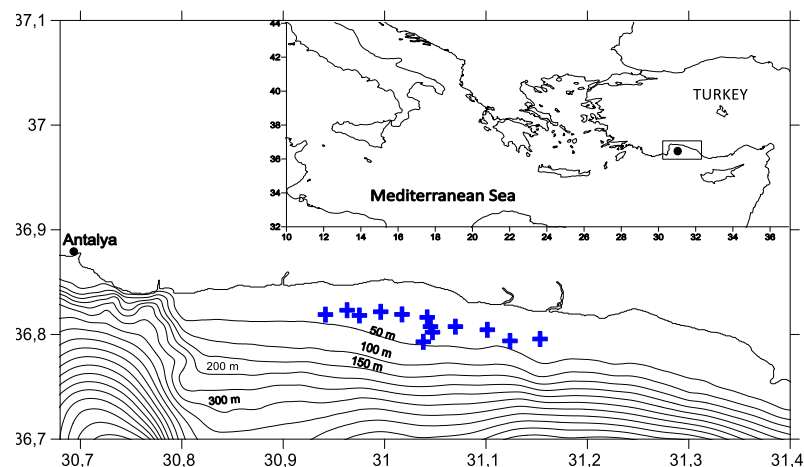 37,1
37
36,9
36,8
36,7
30,7 30,8 30,9 31 31,1 31,2 31,3 31,4
44
42
40
38
36
34
32
10 12 14 16 18 20 22 24 26 28 30 32 34 36
TURKEY
Mediterranean Sea
Antalya
50 m
100 m
150 m
200 m
300 m